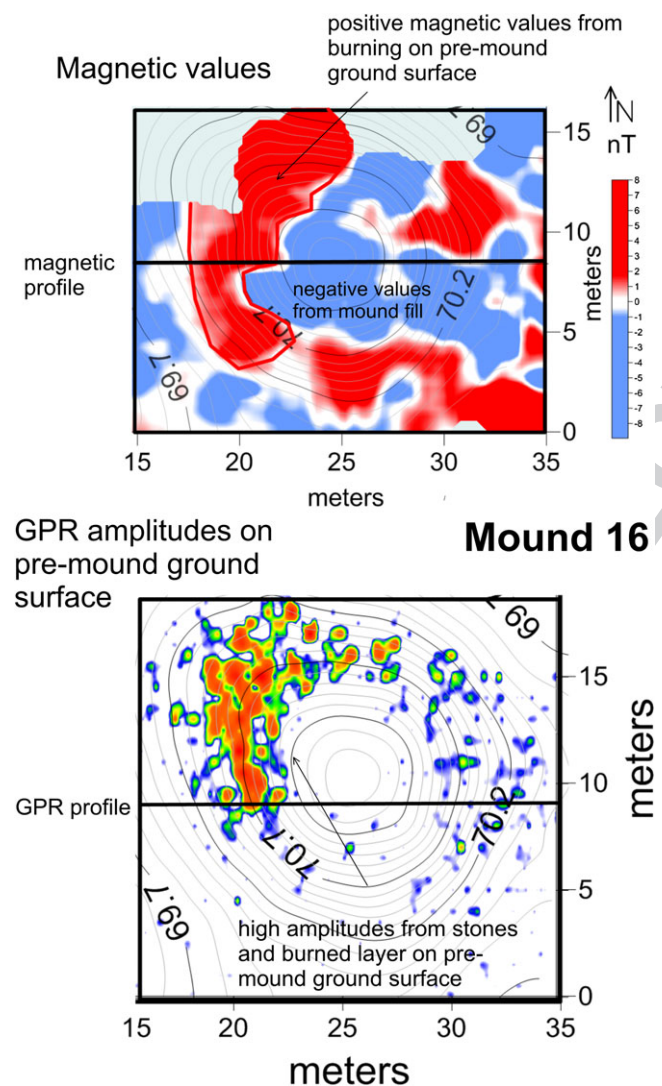 positive magnetic values from
burning on pre-mound
ground surface
Magnetic values
N
nT
69.7
15
10
5
0
meters
8
7
6
5
4
3
2
1
0
-1
-2
-3
-4
-5
-6
-7
-8
magnetic
profile
negative values
from mound fill
70.2
70.7
69.7
15
20
25
30
35
meters
GPR amplitudes on
pre-mound ground
surface
Mound 16
69.7
15
10
5
0
meters
GPR profile
70.7
70.2
69.7
high amplitudes from stones
and burned layer on pre-
mound ground surface
15
20
25
30
35
meters